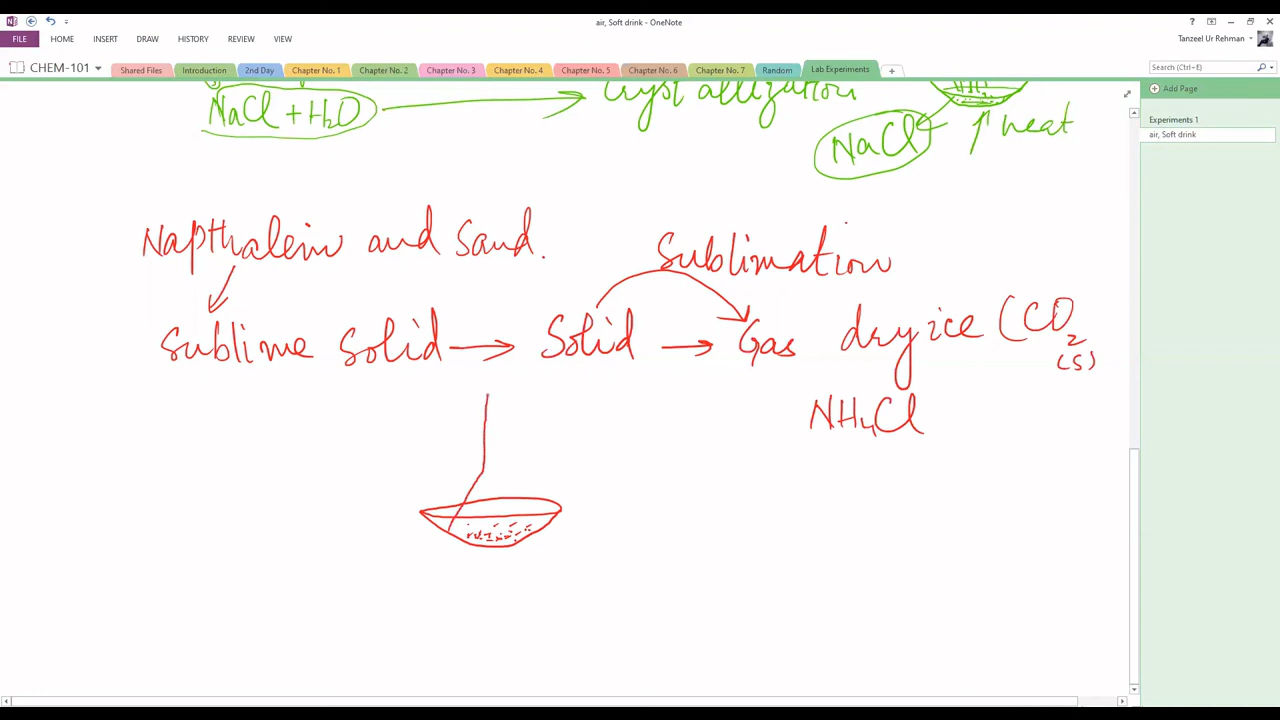 air, Soft drink - OneNote
FILE HOME INSERT DRAW HISTORY REVIEW VIEW
Tanzeel Ur Rehman
CHEM-101 Shared Files Introduction 2nd Day Chapter No. 1 Chapter No. 2 Chapter No. 3 Chapter No. 4 Chapter No. 5 Chapter No. 6 Chapter No. 7 Random Lab Experiments
Search (Ctrl+E)
Add Page
Experiments 1
air, Soft drink
NaCl + H2O
Crystallization
NaCl
heat
Napthalein and Sand.
Sublimation
Sublime Solid → Solid → Gas dry ice (CO2
(s)
NH4Cl